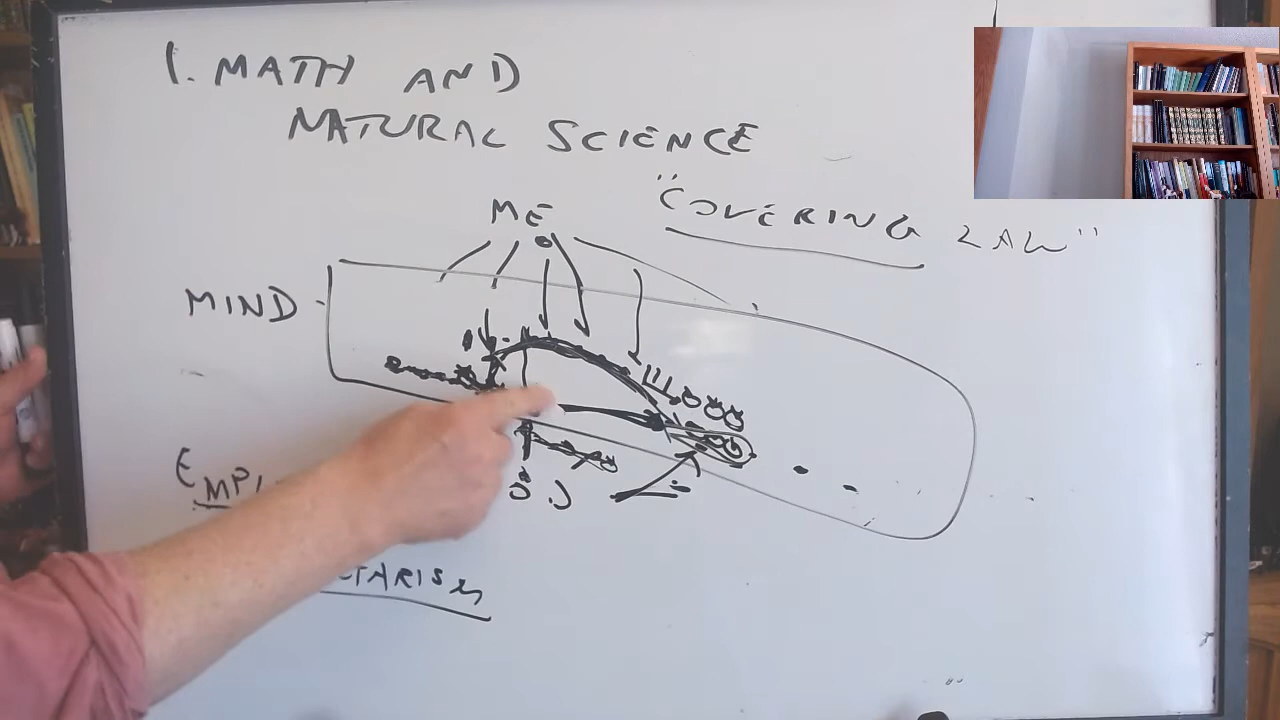 1. MATH AND
NATURAL SCIENCE
ME
"COVERING LAW"
MIND